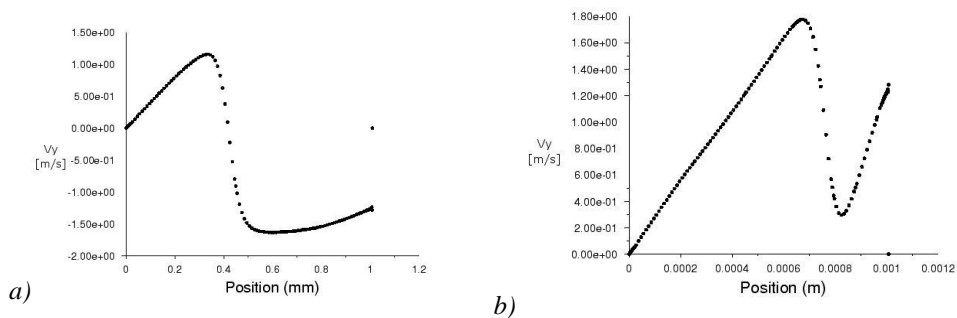 1.50e+00
1.00e+00
5.00e-01
0.00e+00
Vy
[m/s]
-5.00e-01
-1.00e+00
-1.50e+00
-2.00e+00
0 0.2 0.4 0.6 0.8 1 1.2
Position (mm)
a)
1.80e+00
1.60e+00
1.40e+00
1.20e+00
1.00e+00
Vy
[m/s]
8.00e-01
6.00e-01
4.00e-01
2.00e-01
0.00e+00
0 0.0002 0.0004 0.0006 0.0008 0.001 0.0012
Position (m)
b)